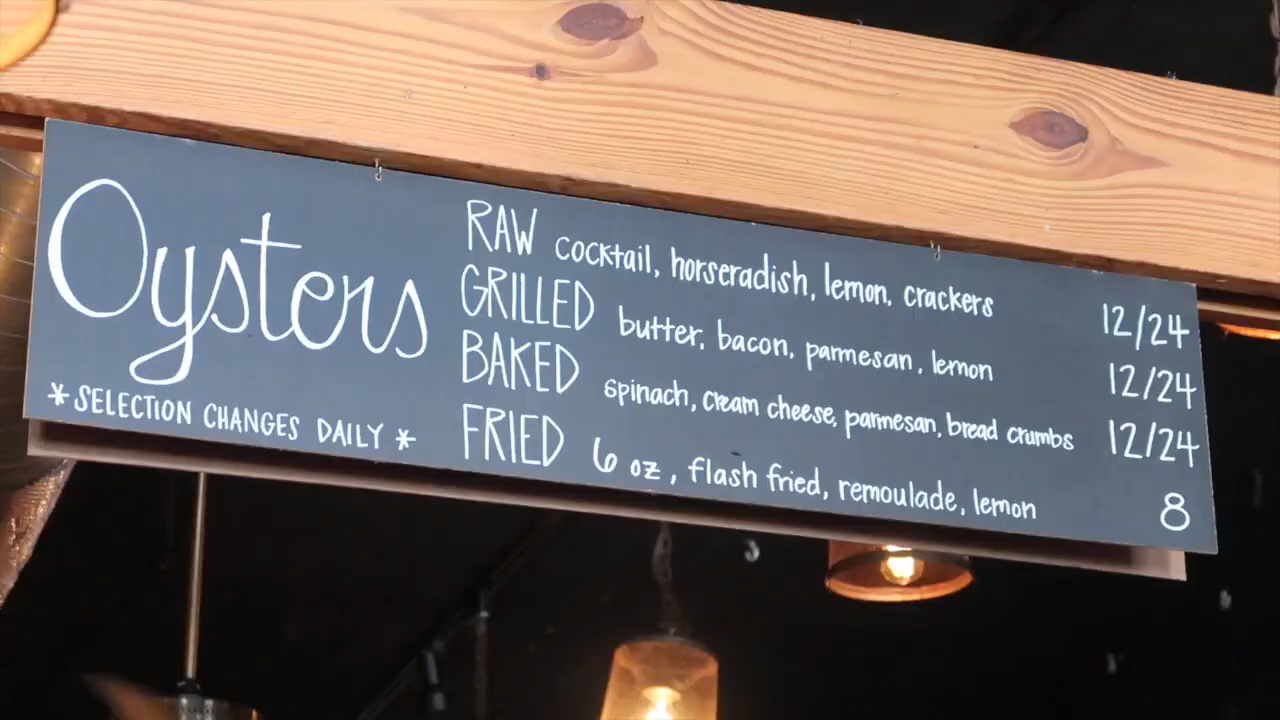 Oysters
*SELECTION CHANGES DAILY*
RAW cocktail, horseradish, lemon, crackers 12/24
GRILLED butter, bacon, parmesan, lemon 12/24
BAKED spinach, cream cheese, parmesan, bread crumbs 12/24
FRIED 6 oz, flash fried, remoulade, lemon 8